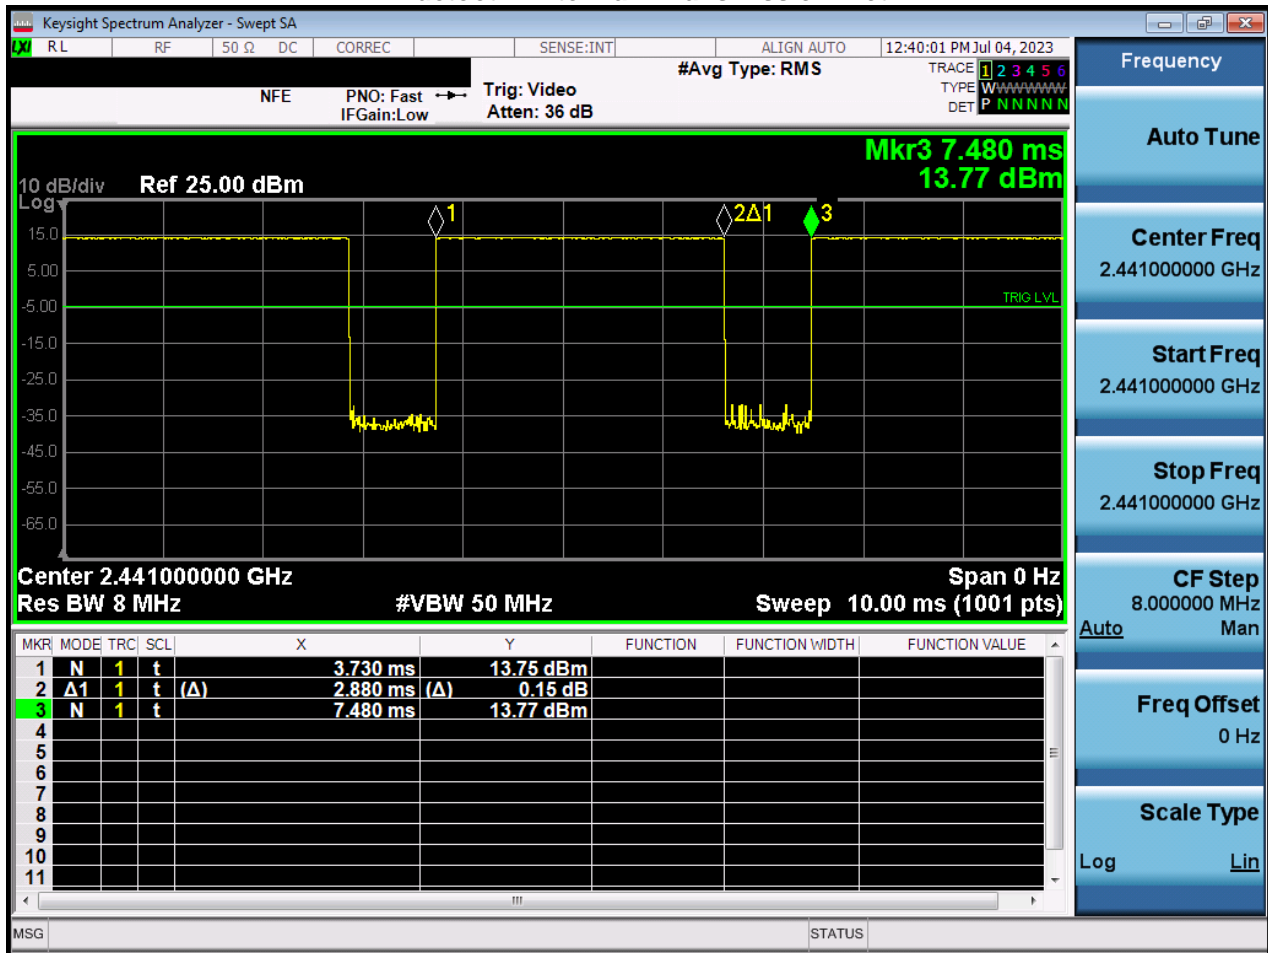 Keysight Spectrum Analyzer - Swept SA
LXI RL RF 50 Ω DC CORREC SENSE:INT ALIGN AUTO 12:40:01 PM Jul 04, 2023
#Avg Type: RMS
TRACE 1 2 3 4 5 6
TYPE WWWWWW
DET P N N N N N
NFE PNO: Fast Trig: Video
IFGain:Low Atten: 36 dB
Mkr3 7.480 ms
13.77 dBm
10 dB/div Ref 25.00 dBm
Log
1 2Δ1 3
15.0
5.00
-5.00
TRIG LVL
-15.0
-25.0
-35.0
-45.0
-55.0
-65.0
Center 2.441000000 GHz Span 0 Hz
Res BW 8 MHz #VBW 50 MHz Sweep 10.00 ms (1001 pts)
MKR MODE TRC SCL X Y FUNCTION FUNCTION WIDTH FUNCTION VALUE
1 N 1 t 3.730 ms 13.75 dBm
2 Δ1 1 t (Δ) 2.880 ms (Δ) 0.15 dB
3 N 1 t 7.480 ms 13.77 dBm
4
5
6
7
8
9
10
11
MSG STATUS
Frequency
Auto Tune
Center Freq
2.441000000 GHz
Start Freq
2.441000000 GHz
Stop Freq
2.441000000 GHz
CF Step
8.000000 MHz
Auto Man
Freq Offset
0 Hz
Scale Type
Log Lin